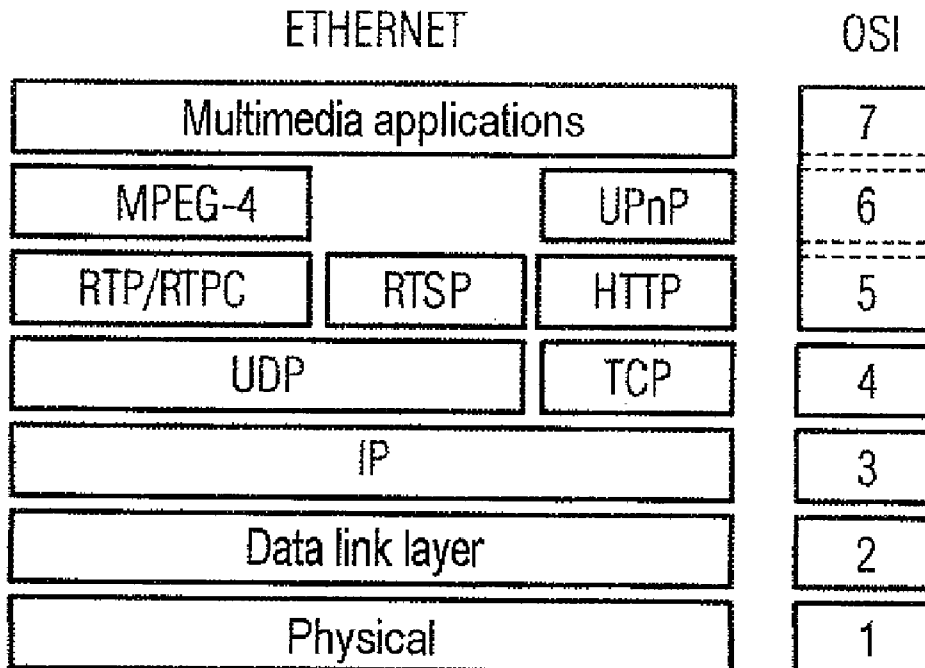 ETHERNET OSI
Multimedia applications 7
MPEG-4 UPnP 6
RTP/RTPC RTSP HTTP 5
UDP TCP 4
IP 3
Data link layer 2
Physical 1